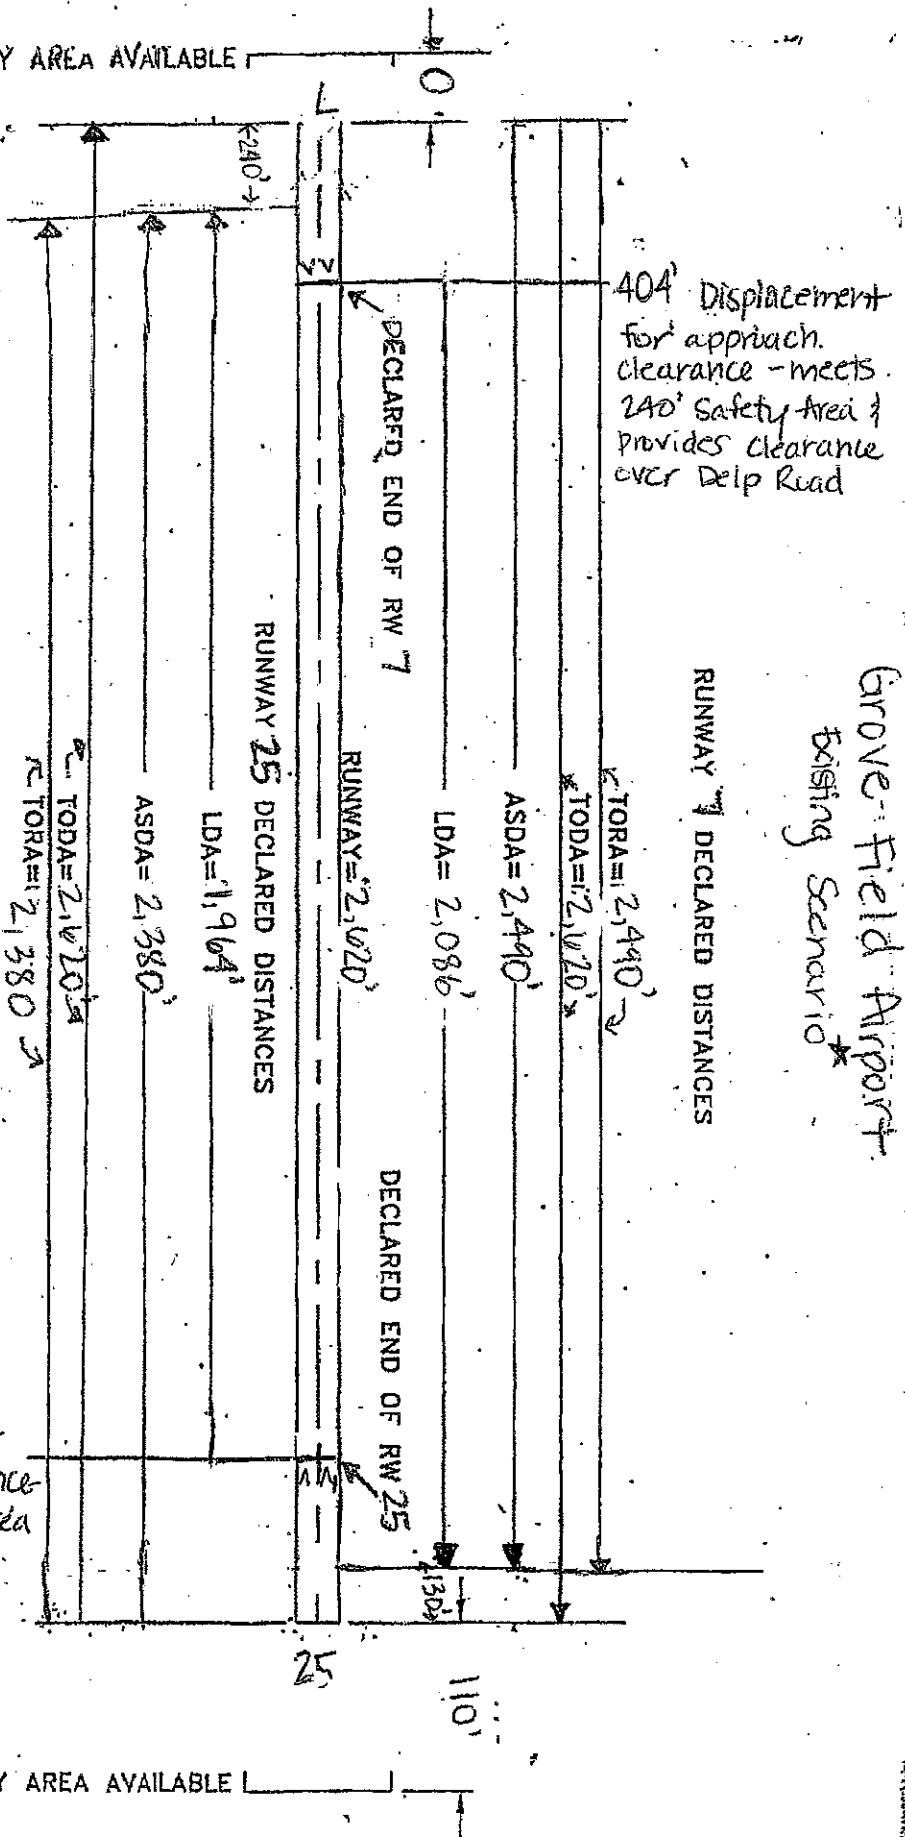 Y AREA AVAILABLE
0
7
240'
404' Displacement
for approach
clearance - meets
240' Safety Area &
Provides clearance
over Delp Road
Grove Field Airport
Existing Scenario*
RUNWAY 7 DECLARED DISTANCES
TORA= 2,490'
TODA= 2,620'
ASDA= 2,490'
LDA= 2,086'
DECLARED END OF RW 7
RUNWAY= 2,620'
DECLARED END OF RW 25
RUNWAY 25 DECLARED DISTANCES
LDA= 1,964'
ASDA= 2,380'
TODA= 2,620'
TORA= 2,380
130'
25
110'
Y AREA AVAILABLE